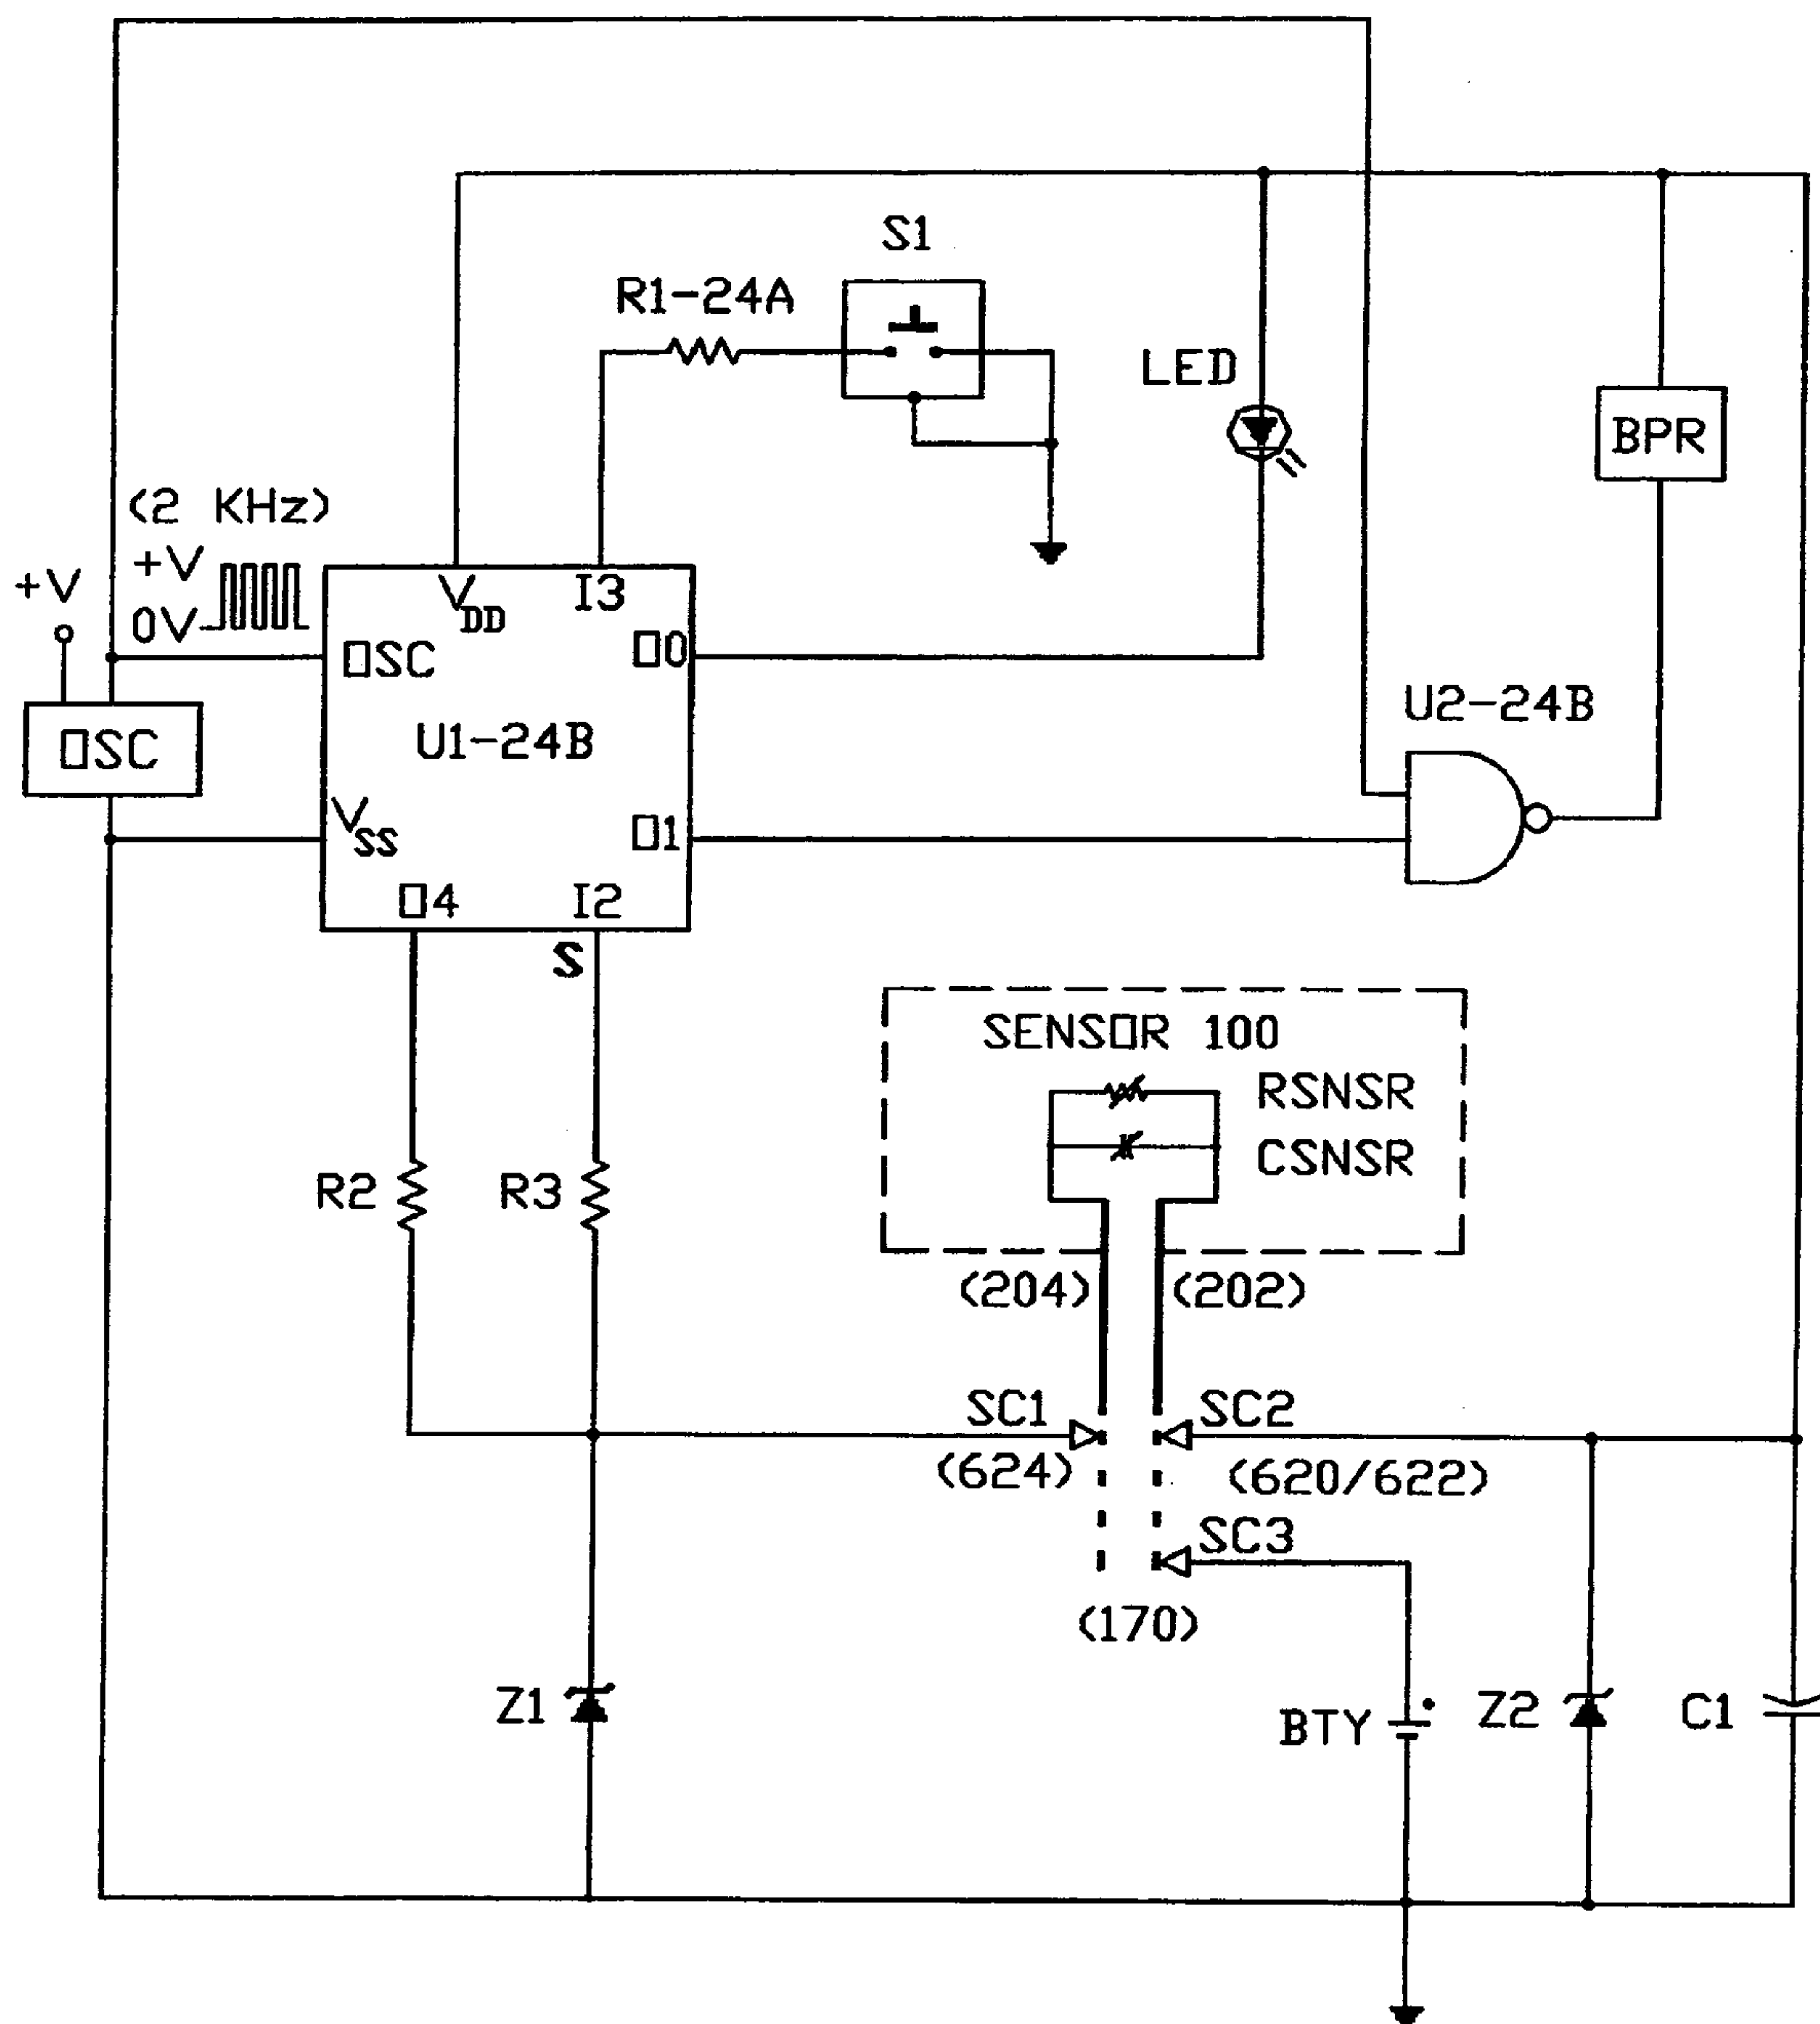 S1
R1-24A
LED
BPR
(2 KHz)
+V
+V
0V
VDD
I3
OSC
O0
U2-24B
OSC
U1-24B
VSS
O1
O4
I2
S
SENSOR 100
RSNSR
CSNSR
R2
R3
(204)
(202)
SC1
SC2
(624)
(620/622)
SC3
(170)
Z1
BTY
Z2
C1